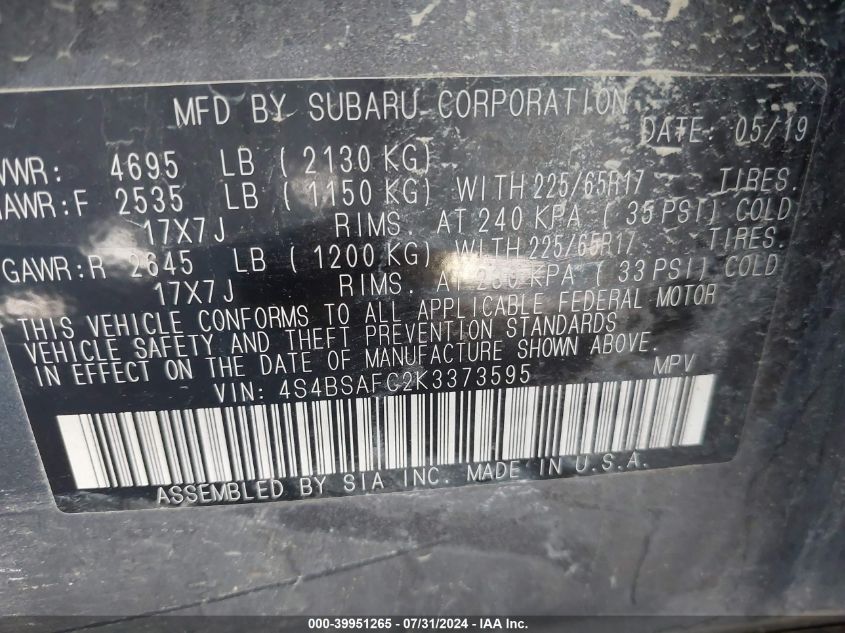 MFD BY SUBARU CORPORATION
DATE: 05/19
VWR: 4695 LB ( 2130 KG)
AWR:F 2535 LB ( 1150 KG) WITH 225/65R17 TIRES.
17X7J RIMS. AT 240 KPA ( 35 PSI) COLD
GAWR:R 2645 LB ( 1200 KG) WITH 225/65R17 TIRES.
17X7J RIMS. AT 230 KPA ( 33 PSI) COLD
THIS VEHICLE CONFORMS TO ALL APPLICABLE FEDERAL MOTOR
VEHICLE SAFETY AND THEFT PREVENTION STANDARDS
IN EFFECT ON THE DATE OF MANUFACTURE SHOWN ABOVE.
VIN: 4S4BSAFC2K3373595 MPV
ASSEMBLED BY SIA INC. MADE IN U.S.A.
000-39951265 - 07/31/2024 - IAA Inc.